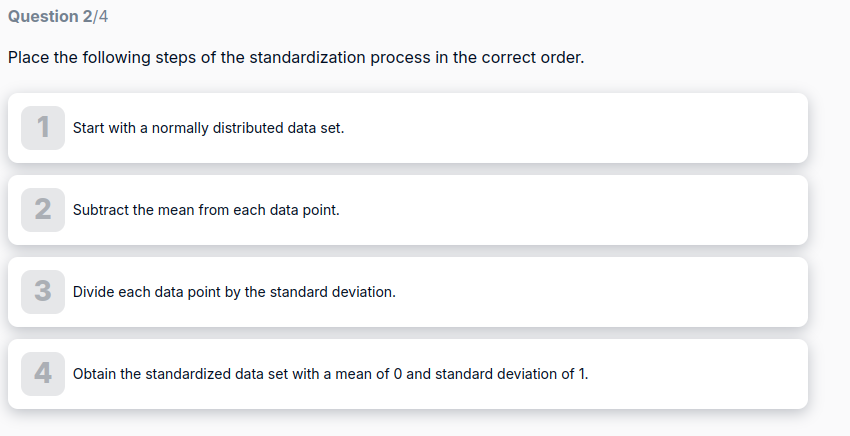 Question 2/4
Place the following steps of the standardization process in the correct order.
1 Start with a normally distributed data set.
2 Subtract the mean from each data point.
3 Divide each data point by the standard deviation.
4 Obtain the standardized data set with a mean of 0 and standard deviation of 1.